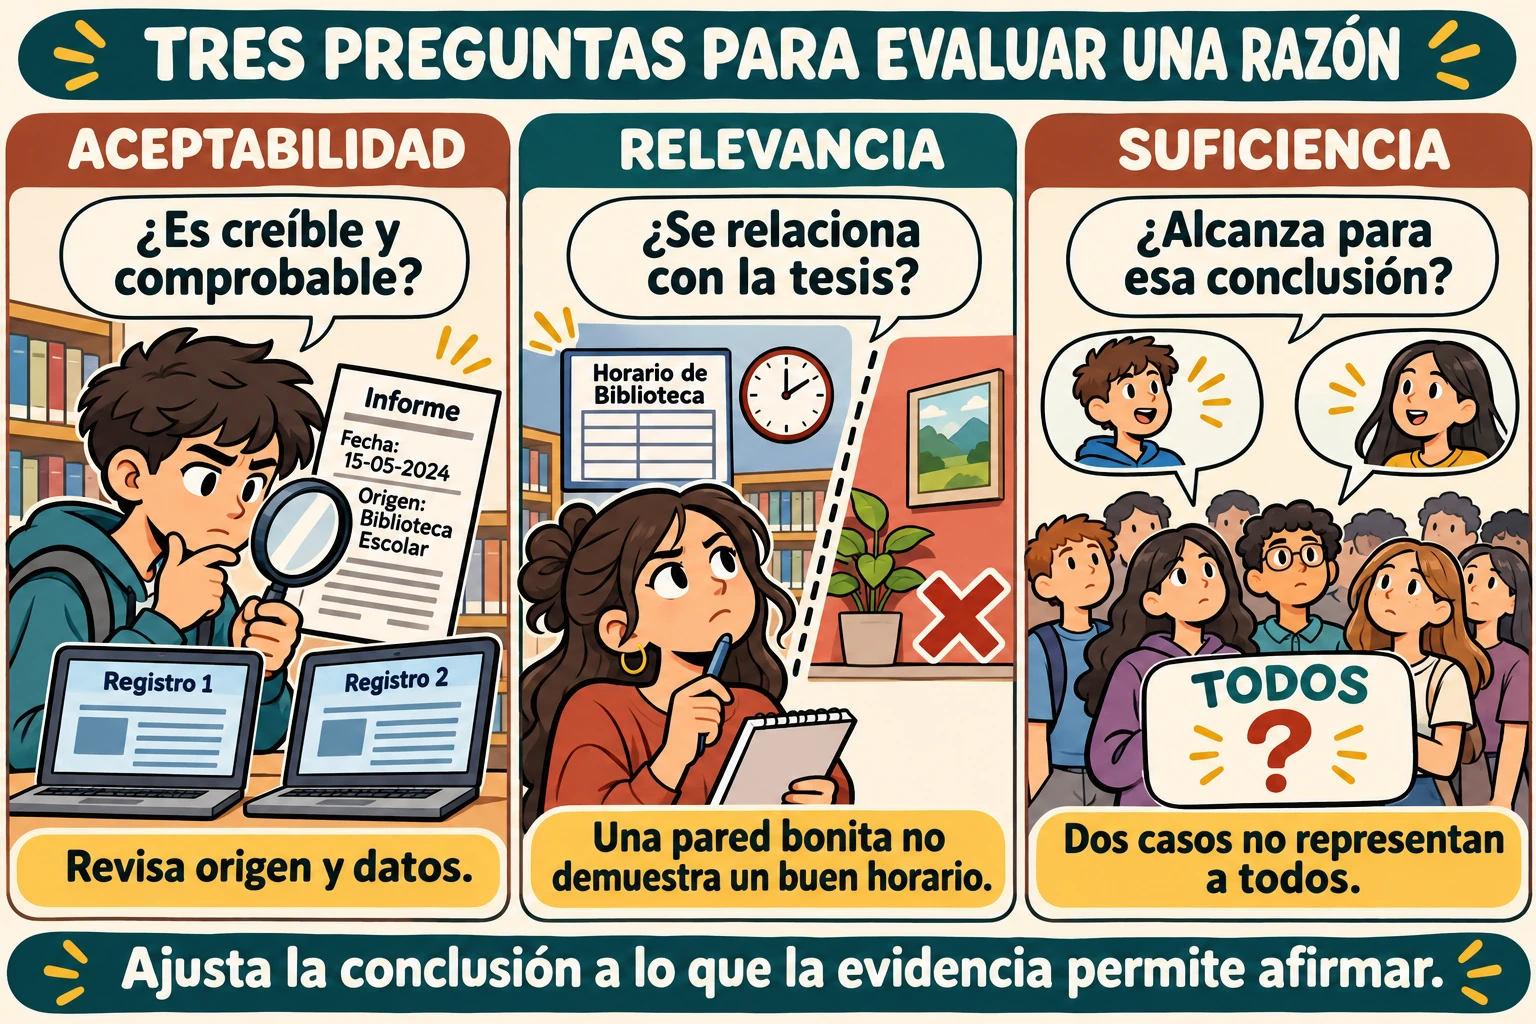 TRES PREGUNTAS PARA EVALUAR UNA RAZÓN
ACEPTABILIDAD
¿Es creíble y
comprobable?
Informe
Fecha:
15-05-2024
Origen:
Biblioteca
Escolar
Registro 1
Registro 2
Revisa origen y datos.
RELEVANCIA
¿Se relaciona
con la tesis?
Horario de
Biblioteca
Una pared bonita no
demuestra un buen horario.
SUFICIENCIA
¿Alcanza para
esa conclusión?
TODOS
?
Dos casos no representan
a todos.
Ajusta la conclusión a lo que la evidencia permite afirmar.